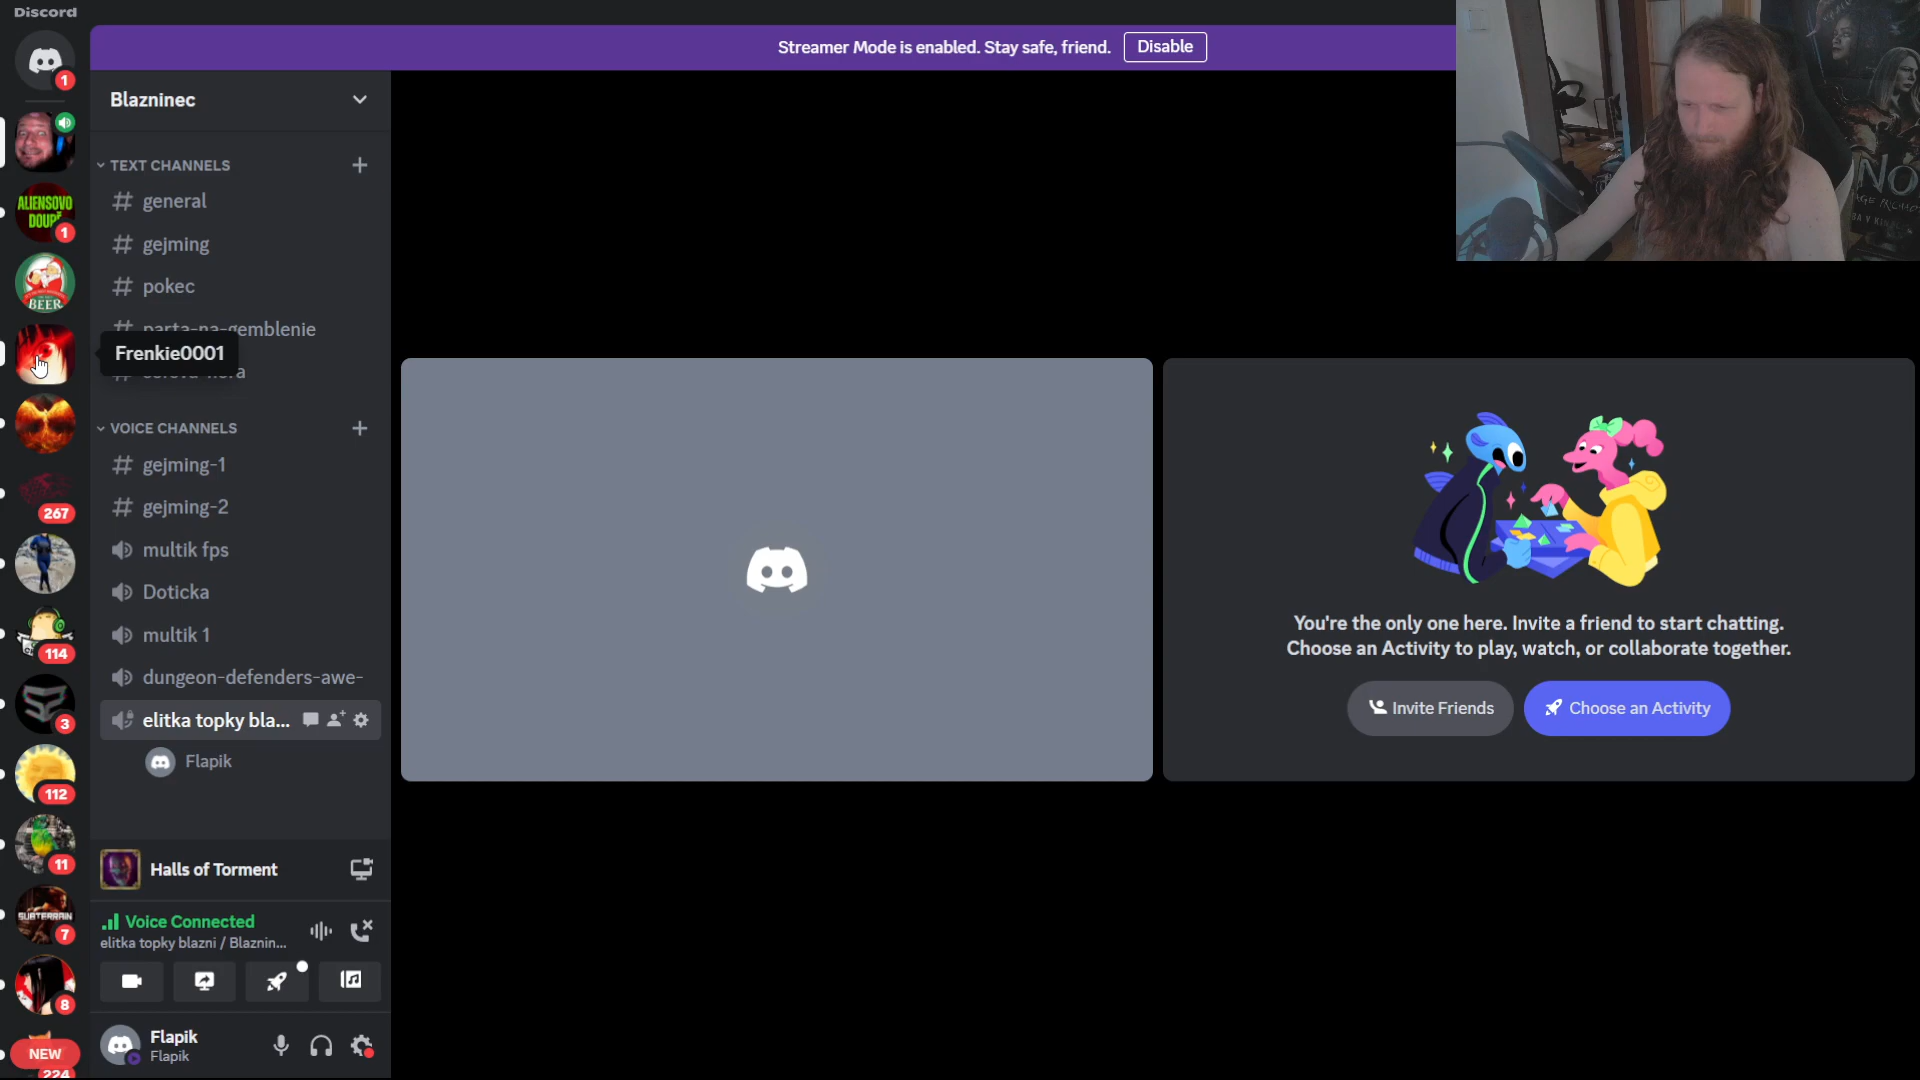 Discord
Streamer Mode is enabled. Stay safe, friend.
Disable
1
Blazninec
TEXT CHANNELS
# general
# gejming
# pokec
ALIENSOVO
DOUPĚ
1
BEER
Frenkie0001
VOICE CHANNELS
# gejming-1
# gejming-2
multik fps
Doticka
multik 1
dungeon-defenders-awe-
elitka topky bla...
Flapik
267
114
3
112
11
SUBTERRAIN
7
8
NEW
224
You're the only one here. Invite a friend to start chatting.
Choose an Activity to play, watch, or collaborate together.
Invite Friends
Choose an Activity
Halls of Torment
Voice Connected
elitka topky blazni / Blaznin...
Flapik
Flapik
NO